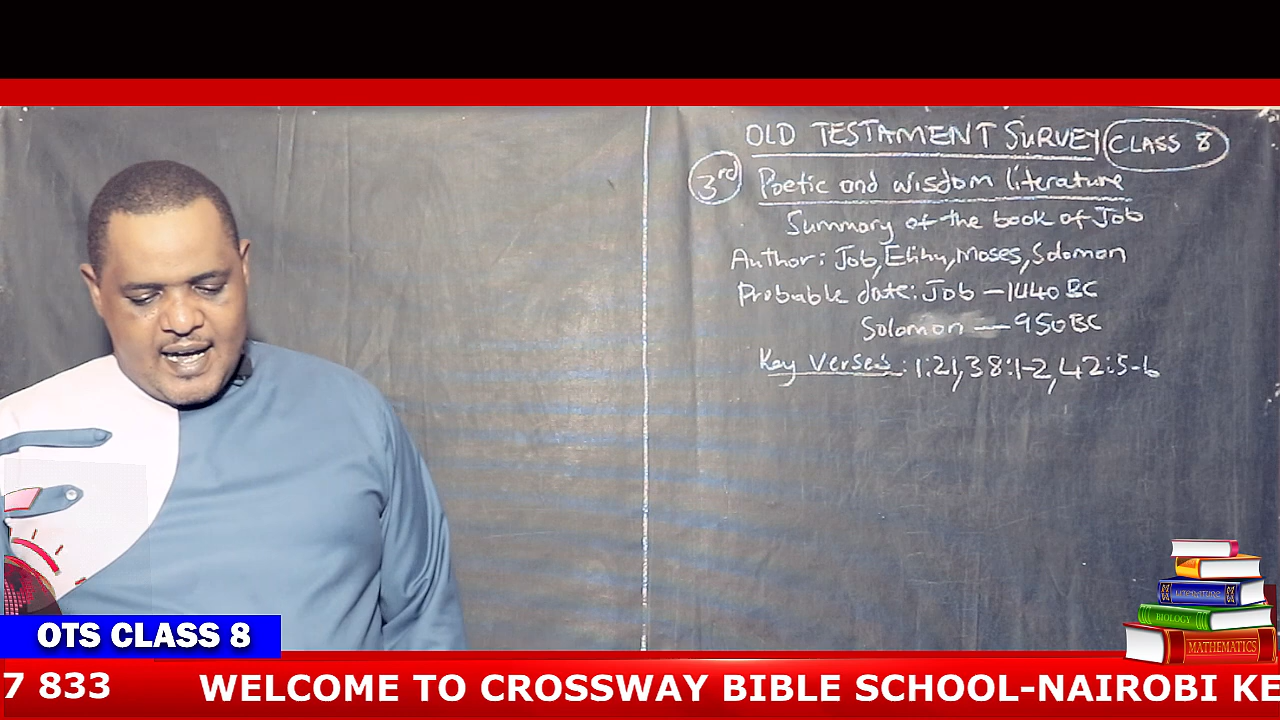 OLD TESTAMENT SURVEY CLASS 8
3rd Poetic and wisdom literature
Summary of the book of Job
Author: Job, Elihu, Moses, Solomon
Probable date: Job - 1440 BC
Solomon - 950 BC
Key Verses: 1:21, 38:1-2, 42:5-6
LITERATURE
BIOLOGY
MATHEMATICS
OTS CLASS 8
7 833 WELCOME TO CROSSWAY BIBLE SCHOOL-NAIROBI KE